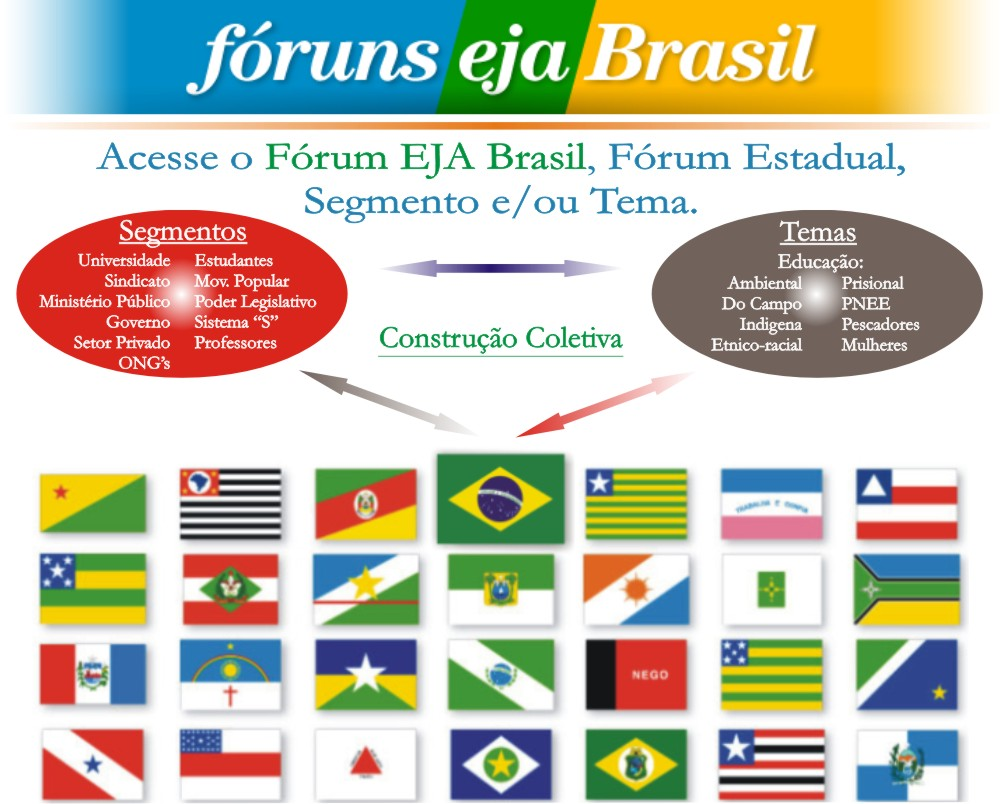 fóruns eja Brasil
Acesse o Fórum EJA Brasil, Fórum Estadual,
Segmento e/ou Tema.
Segmentos
Universidade Estudantes
Sindicato Mov. Popular
Ministério Público Poder Legislativo
Governo Sistema “S”
Setor Privado Professores
ONG's
Temas
Educação:
Ambiental Prisional
Do Campo PNEE
Indigena Pescadores
Etnico-racial Mulheres
Construção Coletiva
TRABALHA E CONFIA
NEGO